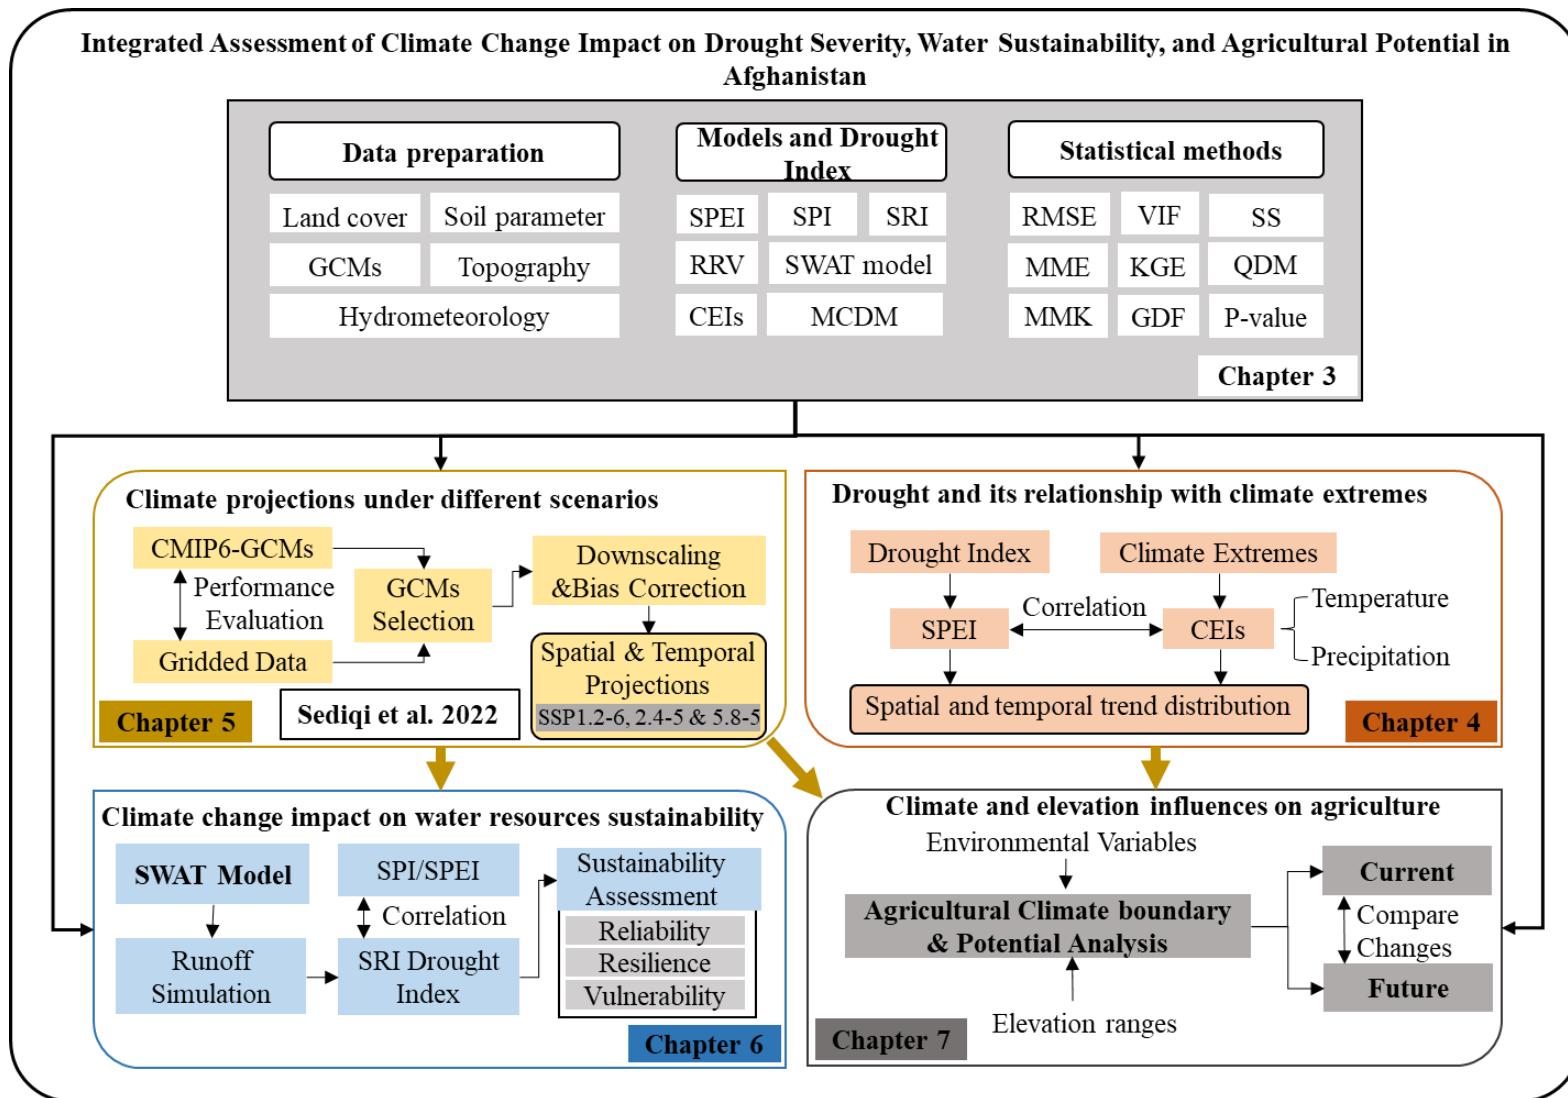 Integrated Assessment of Climate Change Impact on Drought Severity, Water Sustainability, and Agricultural Potential in
Afghanistan
Data preparation
Land cover
Soil parameter
GCMs
Topography
Hydrometeorology
Models and Drought
Index
SPEI
SPI
SRI
RRV
SWAT model
CEIs
MCDM
Statistical methods
RMSE
VIF
SS
MME
KGE
QDM
MMK
GDF
P-value
Chapter 3
Climate projections under different scenarios
CMIP6-GCMs
Performance
Evaluation
Gridded Data
GCMs
Selection
Downscaling
&Bias Correction
Spatial & Temporal
Projections
SSP1.2-6, 2.4-5 & 5.8-5
Sediqi et al. 2022
Chapter 5
Drought and its relationship with climate extremes
Drought Index
Climate Extremes
SPEI
Correlation
CEIs
Temperature
Precipitation
Spatial and temporal trend distribution
Chapter 4
Climate change impact on water resources sustainability
SWAT Model
Runoff
Simulation
SPI/SPEI
Correlation
SRI Drought
Index
Sustainability
Assessment
Reliability
Resilience
Vulnerability
Chapter 6
Climate and elevation influences on agriculture
Environmental Variables
Agricultural Climate boundary
& Potential Analysis
Elevation ranges
Current
Compare
Changes
Future
Chapter 7